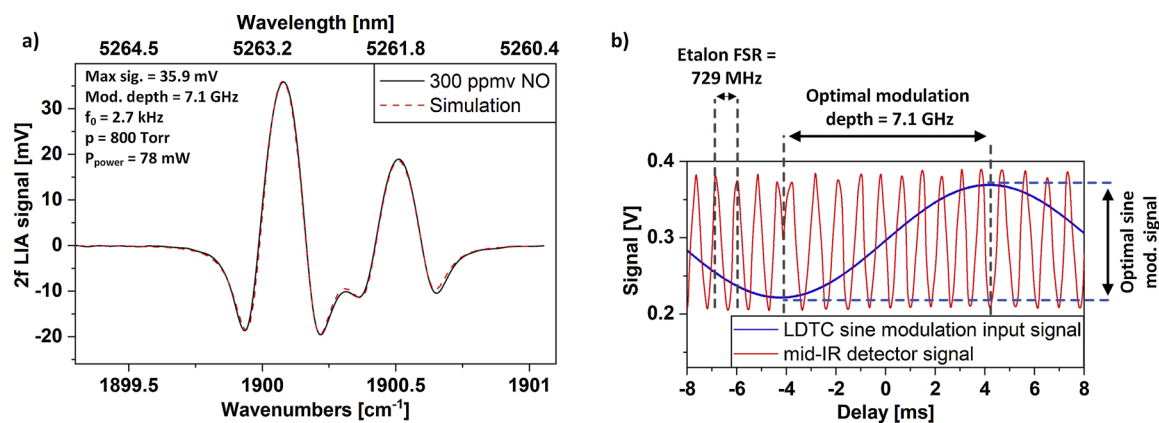 a)
Wavelength [nm]
5264.5 5263.2 5261.8 5260.4
Max sig. = 35.9 mV
Mod. depth = 7.1 GHz
f₀ = 2.7 kHz
p = 800 Torr
Ppower = 78 mW
300 ppmv NO
Simulation
2f LIA signal [mV]
30
20
10
0
-10
-20
1899.5 1900 1900.5 1901
Wavenumbers [cm⁻¹]
b)
Etalon FSR =
729 MHz
Optimal modulation
depth = 7.1 GHz
Signal [V]
0.4
0.3
0.2
Optimal sine
mod. signal
LDTC sine modulation input signal
mid-IR detector signal
-8 -6 -4 -2 0 2 4 6 8
Delay [ms]